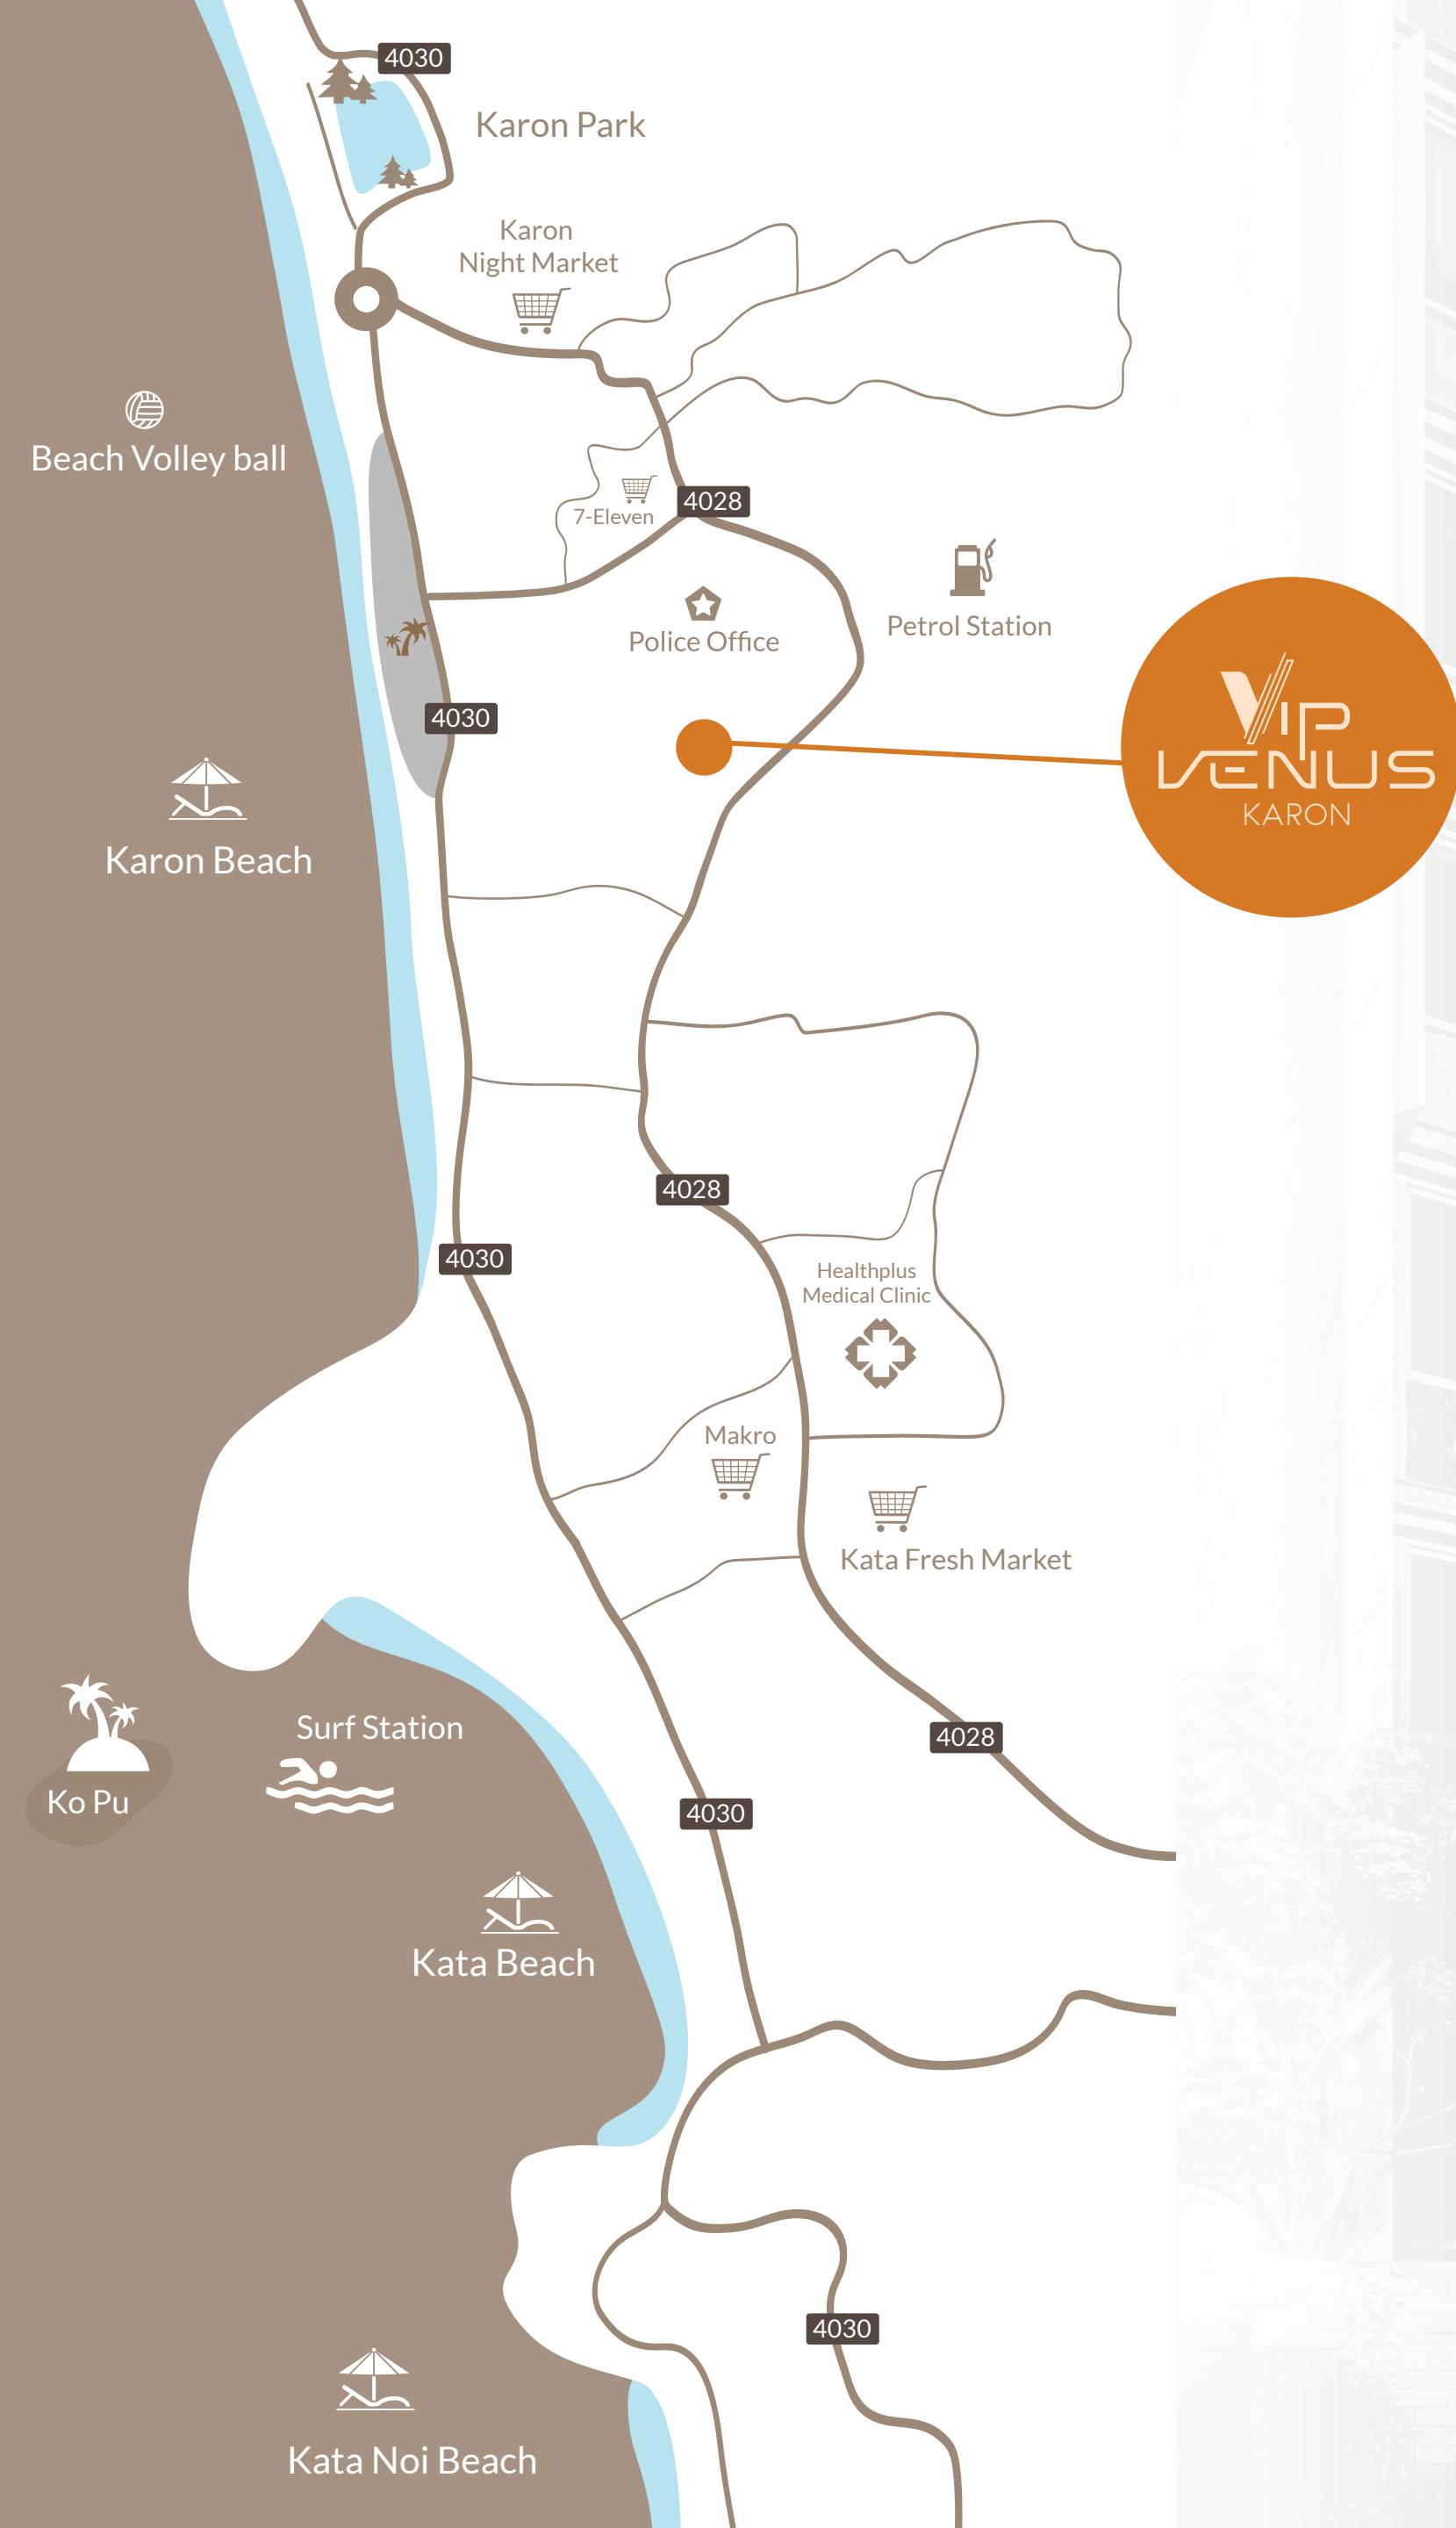 4030
Karon Park
Karon
Night Market
Beach Volley ball
4028
7-Eleven
Police Office
Petrol Station
4030
VIP
VENUS
KARON
Karon Beach
4028
4030
Healthplus
Medical Clinic
Makro
Kata Fresh Market
Surf Station
4028
Ko Pu
4030
Kata Beach
4030
Kata Noi Beach